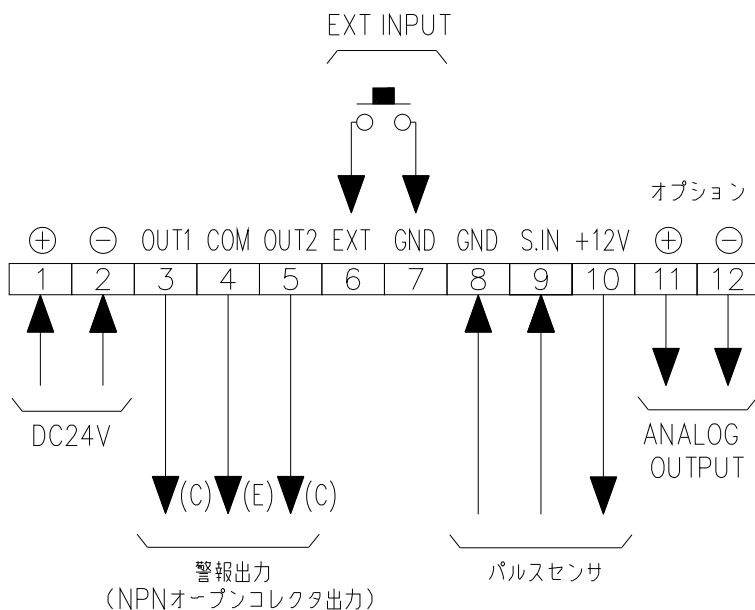 EXT INPUT
オプション
⊕ ⊖ OUT1 COM OUT2 EXT GND GND S.IN +12V ⊕ ⊖
1 2 3 4 5 6 7 8 9 10 11 12
DC24V
ANALOG
OUTPUT
(C) (E) (C)
警報出力
(NPNオープンコレクタ出力)
パルスセンサ